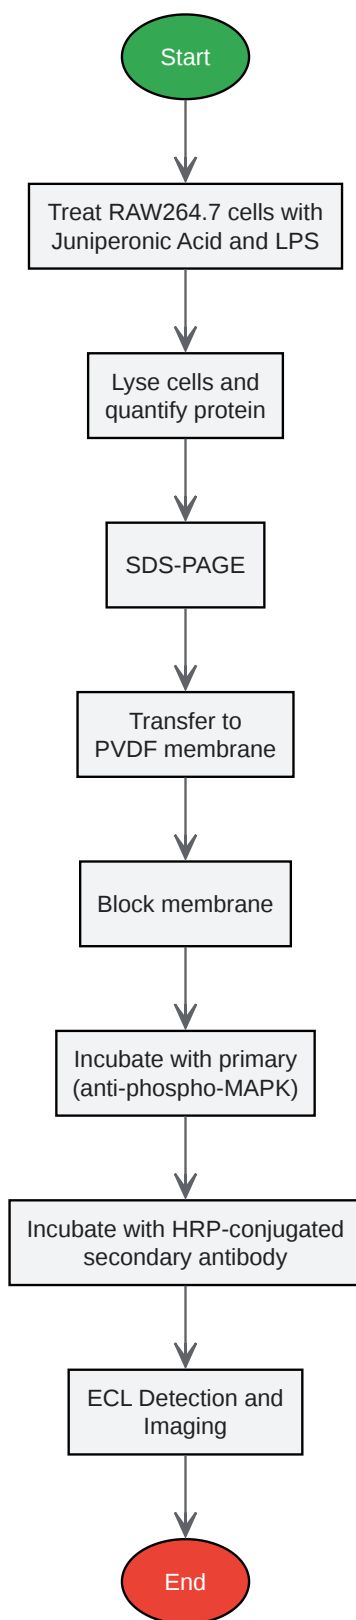 Start
Treat RAW264.7 cells with
Juniperonic Acid and LPS
Lyse cells and
quantify protein
SDS-PAGE
Transfer to
PVDF membrane
Block membrane
Incubate with primary
(anti-phospho-MAPK)
Incubate with HRP-conjugated
secondary antibody
ECL Detection and
Imaging
End